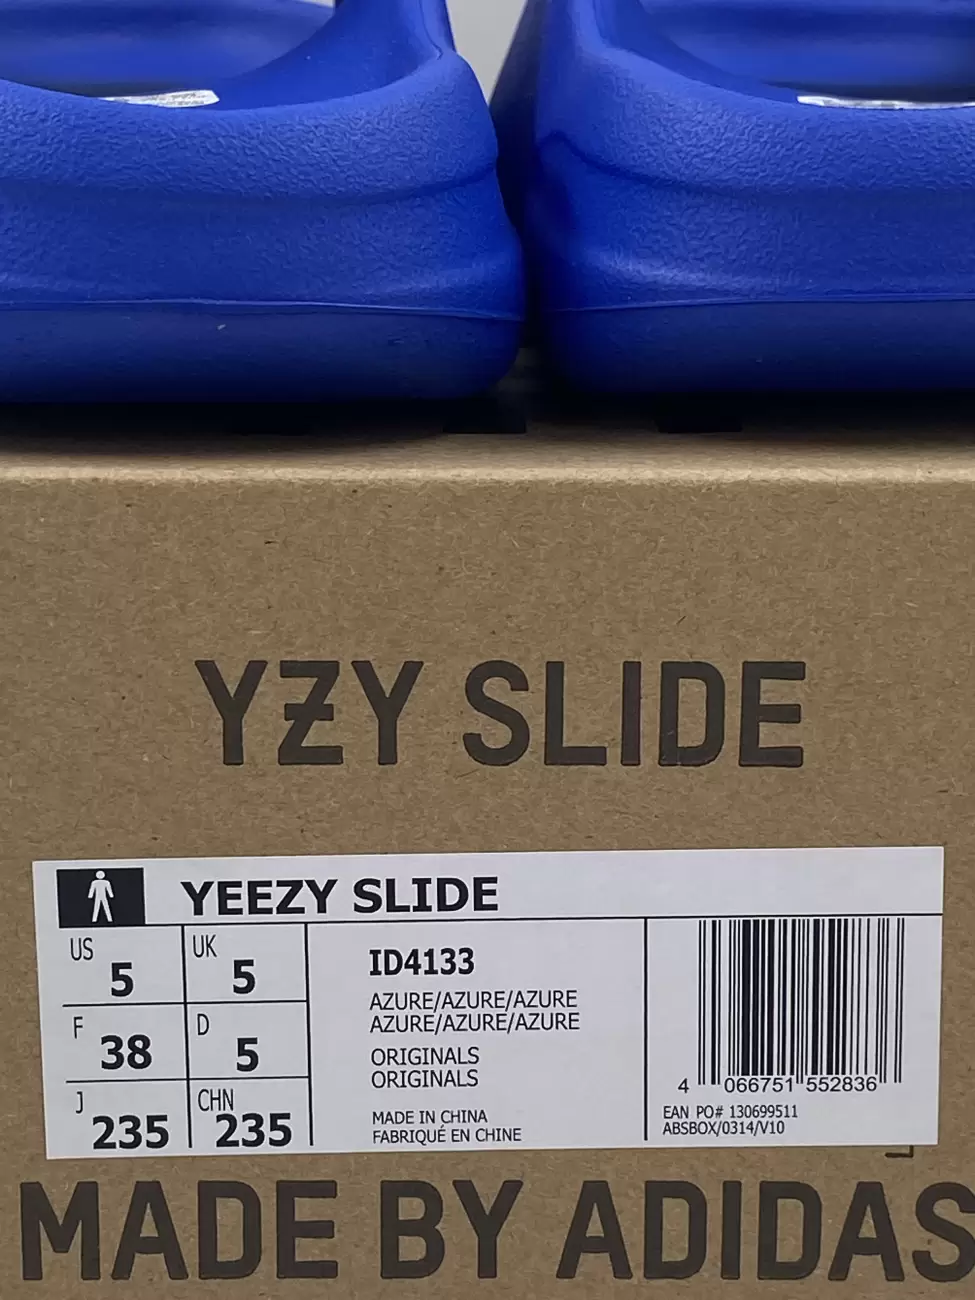 YZY SLIDE
YEEZY SLIDE
US 5
UK 5
F 38
D 5
J 235
CHN 235
ID4133
AZURE/AZURE/AZURE
AZURE/AZURE/AZURE
ORIGINALS
ORIGINALS
MADE IN CHINA
FABRIQUÉ EN CHINE
4 066751 552836
EAN PO# 130699511
ABSBOX/0314/V10
MADE BY ADIDAS